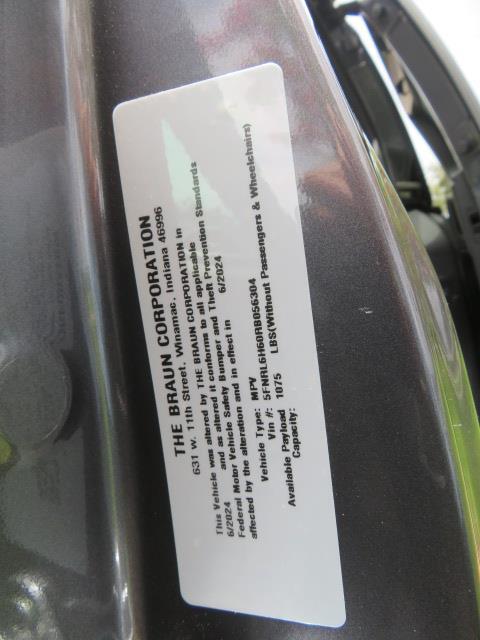 THE BRAUN CORPORATION
631 w. 11th Street, Winamac, Indiana 46996
This Vehicle was altered by THE BRAUN CORPORATION in
6/2024 and as altered it conforms to all applicable
Federal Motor Vehicle Safety Bumper and Theft Prevention Standards
affected by the alteration and in effect in 6/2024
Vehicle Type: MPV
Vin #: 5FNRL6H60RB056304
Available Payload 1075 LBS(Without Passengers & Wheelchairs)
Capacity: